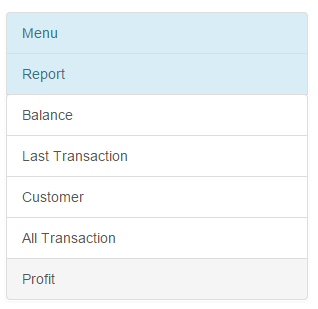 Menu
Report
Balance
Last Transaction
Customer
All Transaction
Profit